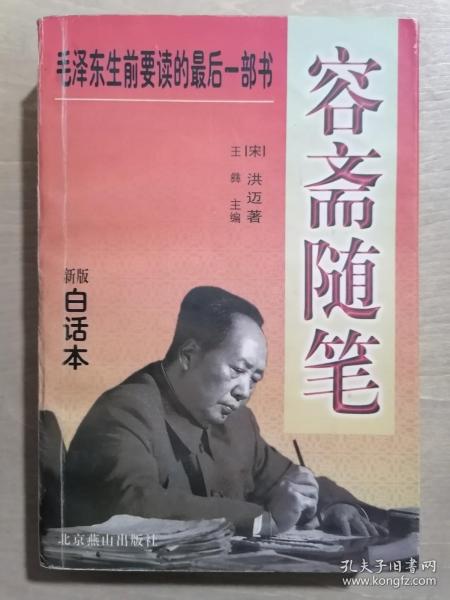 毛泽东生前要读的最后一部书
容斋随笔
[宋]洪迈著
王彝主编
新版
白话本
北京燕山出版社
孔夫子旧书网
www.kongfz.com